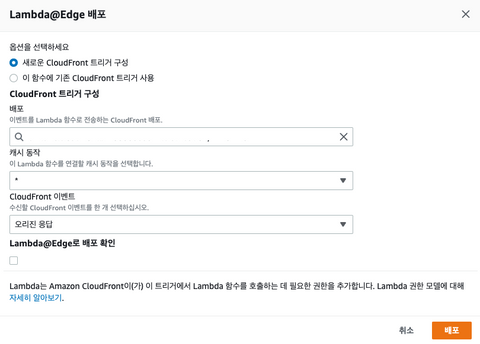 Lambda@Edge 배포
옵션을 선택하세요
새로운 CloudFront 트리거 구성
이 함수에 기존 CloudFront 트리거 사용
CloudFront 트리거 구성
배포
이벤트를 Lambda 함수로 전송하는 CloudFront 배포.
캐시 동작
이 Lambda 함수를 연결할 캐시 동작을 선택합니다.
*
CloudFront 이벤트
수신할 CloudFront 이벤트를 한 개 선택하십시오.
오리진 응답
Lambda@Edge로 배포 확인
Lambda는 Amazon CloudFront이(가) 이 트리거에서 Lambda 함수를 호출하는 데 필요한 권한을 추가합니다. Lambda 권한 모델에 대해
자세히 알아보기.
취소
배포